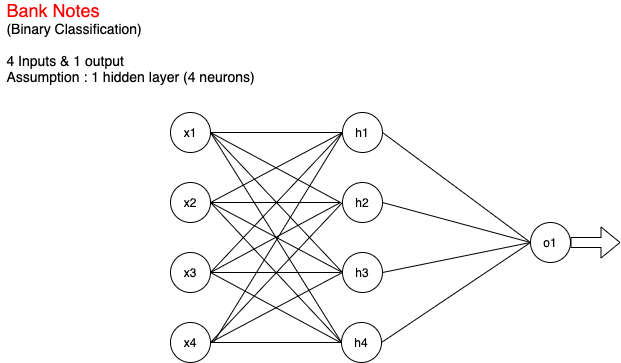 Bank Notes
(Binary Classification)
4 Inputs & 1 output
Assumption : 1 hidden layer (4 neurons)
x1
h1
x2
h2
o1
x3
h3
x4
h4